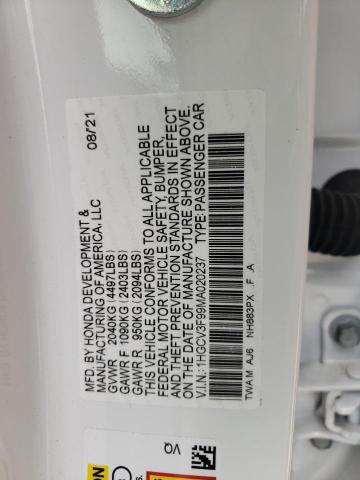 MFD. BY HONDA DEVELOPMENT & 08/21
MANUFACTURING OF AMERICA, LLC
GVWR 2040KG (4497LBS)
GAWR F 1090KG (2403LBS)
GAWR R 950KG (2094LBS)
THIS VEHICLE CONFORMS TO ALL APPLICABLE
FEDERAL MOTOR VEHICLE SAFETY, BUMPER,
AND THEFT PREVENTION STANDARDS IN EFFECT
ON THE DATE OF MANUFACTURE SHOWN ABOVE.
V.I.N.: 1HGCV3F99MA020237 TYPE: PASSENGER CAR
TWA M AJ6 NH883PX .F .A
VQ